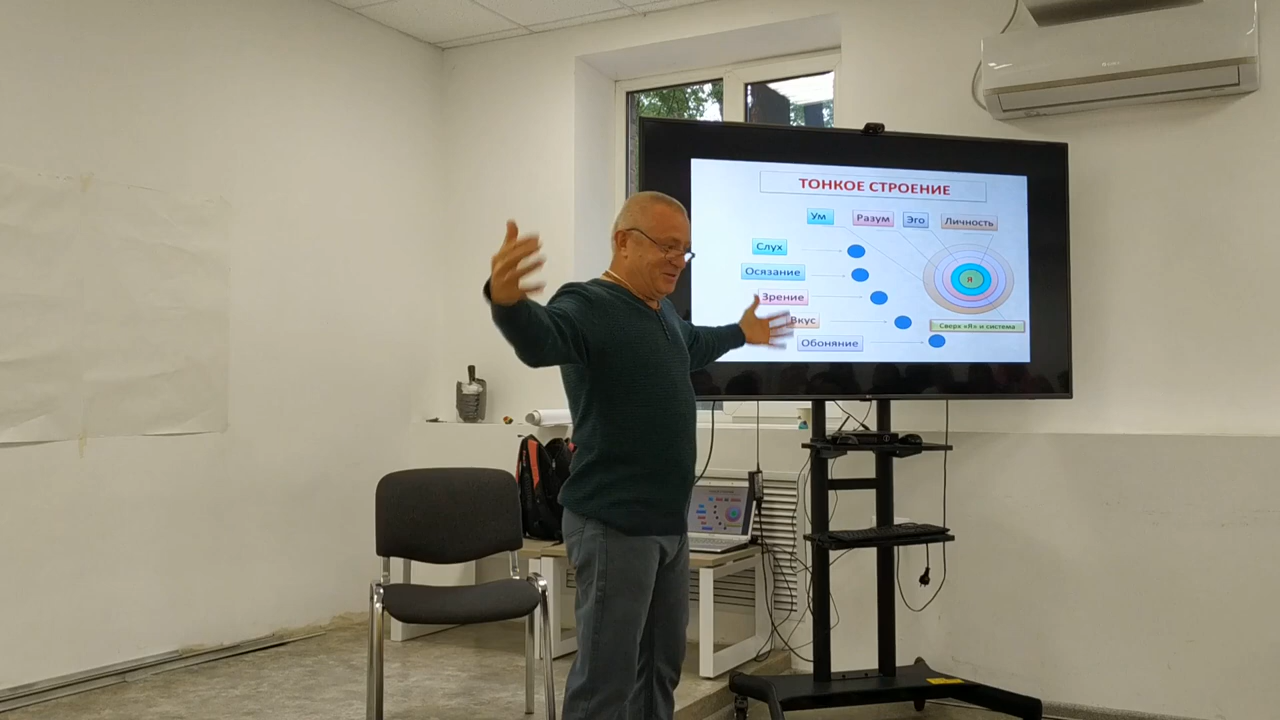 ТОНКОЕ СТРОЕНИЕ
Ум
Разум
Эго
Личность
Слух
Осязание
Зрение
Вкус
Обоняние
Я
Сверх «Я» и система